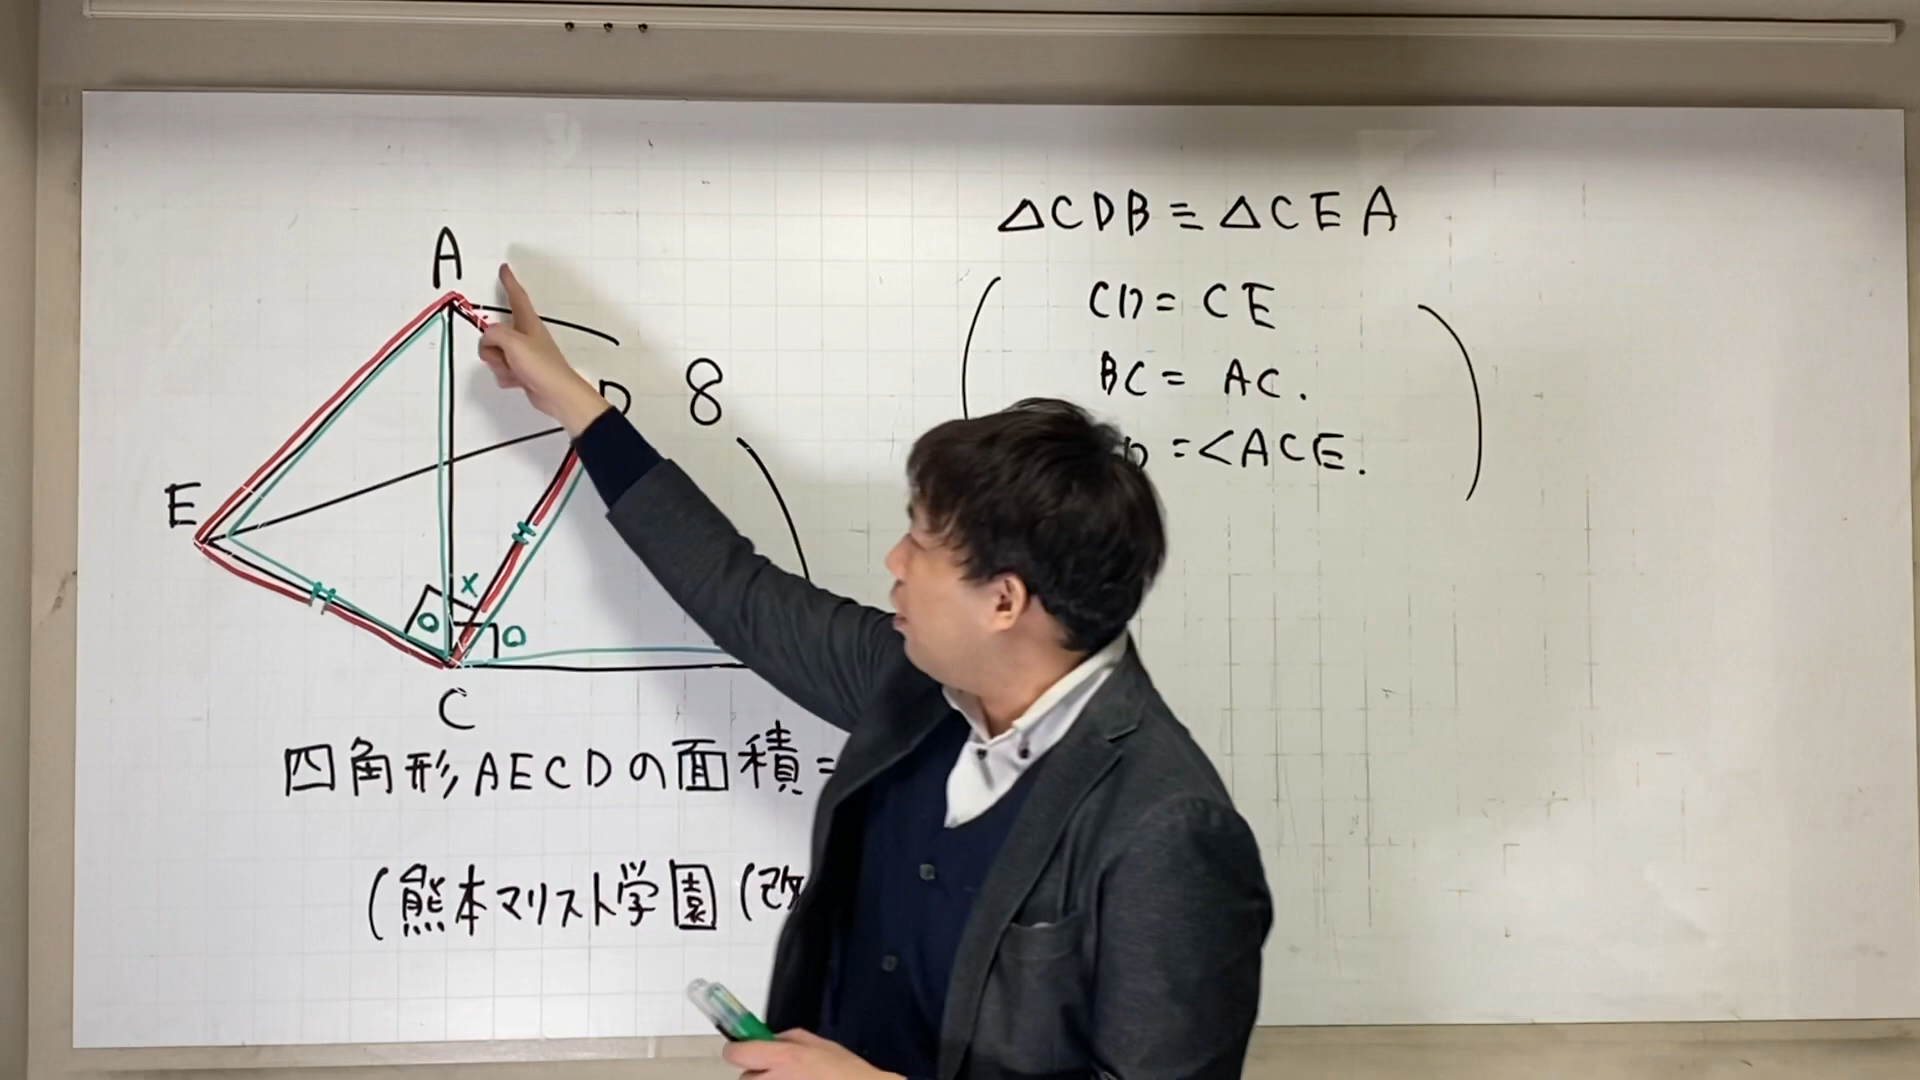 △CDB≡△CEA
CD=CE
BC=AC.
=<ACE.
A
D
8
E
x
o
o
C
四角形AECDの面積=
(熊本マリスト学園(改